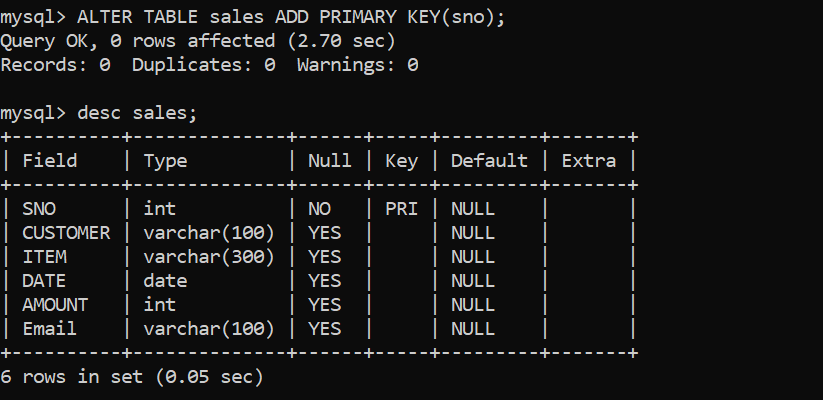 mysql> ALTER TABLE sales ADD PRIMARY KEY(sno);
Query OK, 0 rows affected (2.70 sec)
Records: 0  Duplicates: 0  Warnings: 0

mysql> desc sales;
+----------+--------------+------+-----+---------+-------+
| Field    | Type         | Null | Key | Default | Extra |
+----------+--------------+------+-----+---------+-------+
| SNO      | int          | NO   | PRI | NULL    |       |
| CUSTOMER | varchar(100) | YES  |     | NULL    |       |
| ITEM     | varchar(300) | YES  |     | NULL    |       |
| DATE     | date         | YES  |     | NULL    |       |
| AMOUNT   | int          | YES  |     | NULL    |       |
| Email    | varchar(100) | YES  |     | NULL    |       |
+----------+--------------+------+-----+---------+-------+
6 rows in set (0.05 sec)